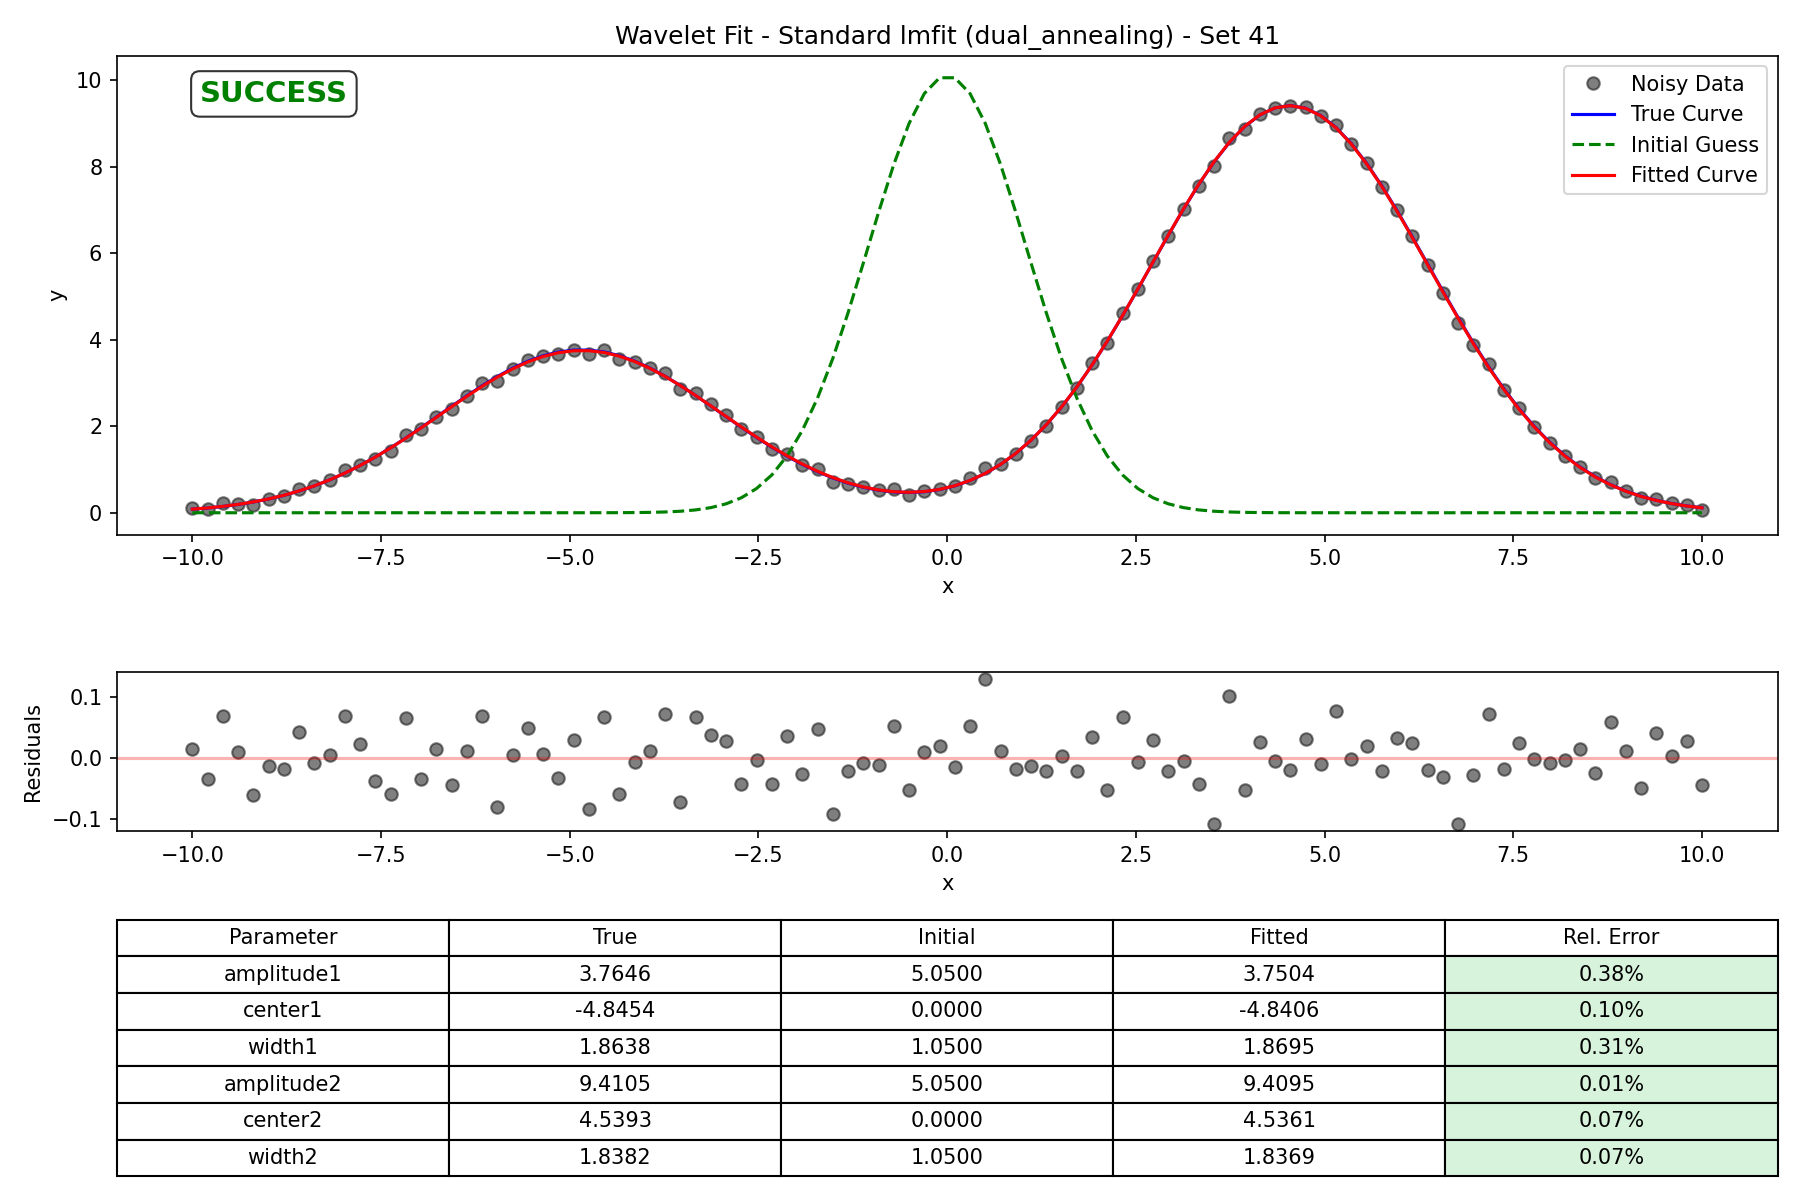 Wavelet Fit - Standard lmfit (dual_annealing) - Set 41
SUCCESS
Noisy Data
True Curve
Initial Guess
Fitted Curve
y
10
8
6
4
2
0
−10.0 −7.5 −5.0 −2.5 0.0 2.5 5.0 7.5 10.0
x
Residuals
0.1
0.0
−0.1
−10.0 −7.5 −5.0 −2.5 0.0 2.5 5.0 7.5 10.0
x
Parameter True Initial Fitted Rel. Error
amplitude1 3.7646 5.0500 3.7504 0.38%
center1 -4.8454 0.0000 -4.8406 0.10%
width1 1.8638 1.0500 1.8695 0.31%
amplitude2 9.4105 5.0500 9.4095 0.01%
center2 4.5393 0.0000 4.5361 0.07%
width2 1.8382 1.0500 1.8369 0.07%